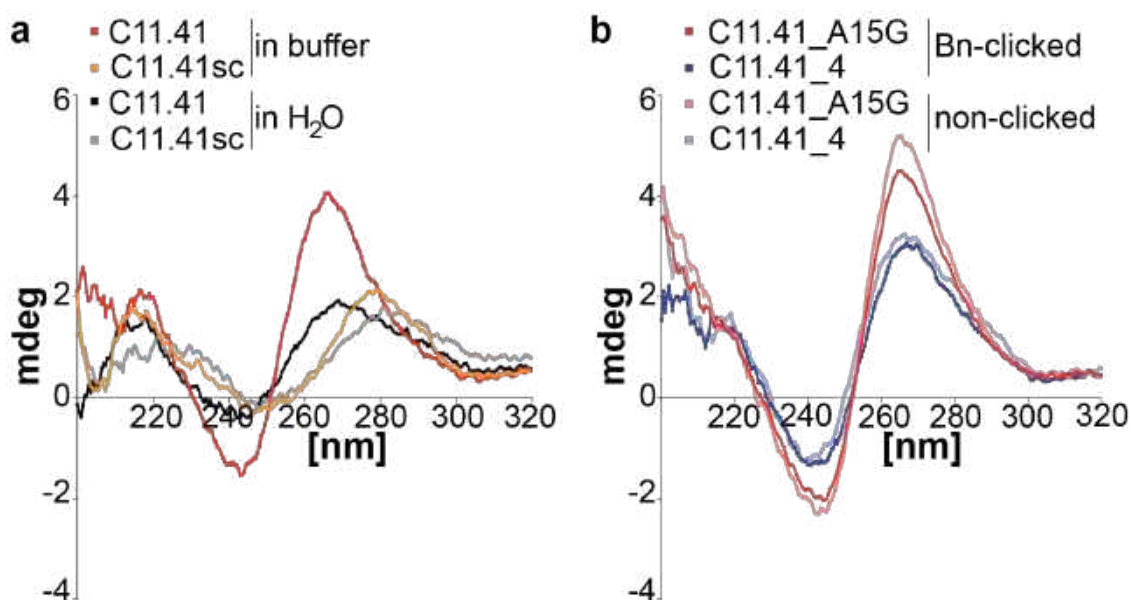 a
C11.41
C11.41sc
in buffer
C11.41
C11.41sc
in H₂O
6
4
2
0
-2
-4
mdeg
220 240 260 280 300 320
[nm]
b
C11.41_A15G
C11.41_4
Bn-clicked
C11.41_A15G
C11.41_4
non-clicked
6
4
2
0
-2
-4
mdeg
220 240 260 280 300 320
[nm]